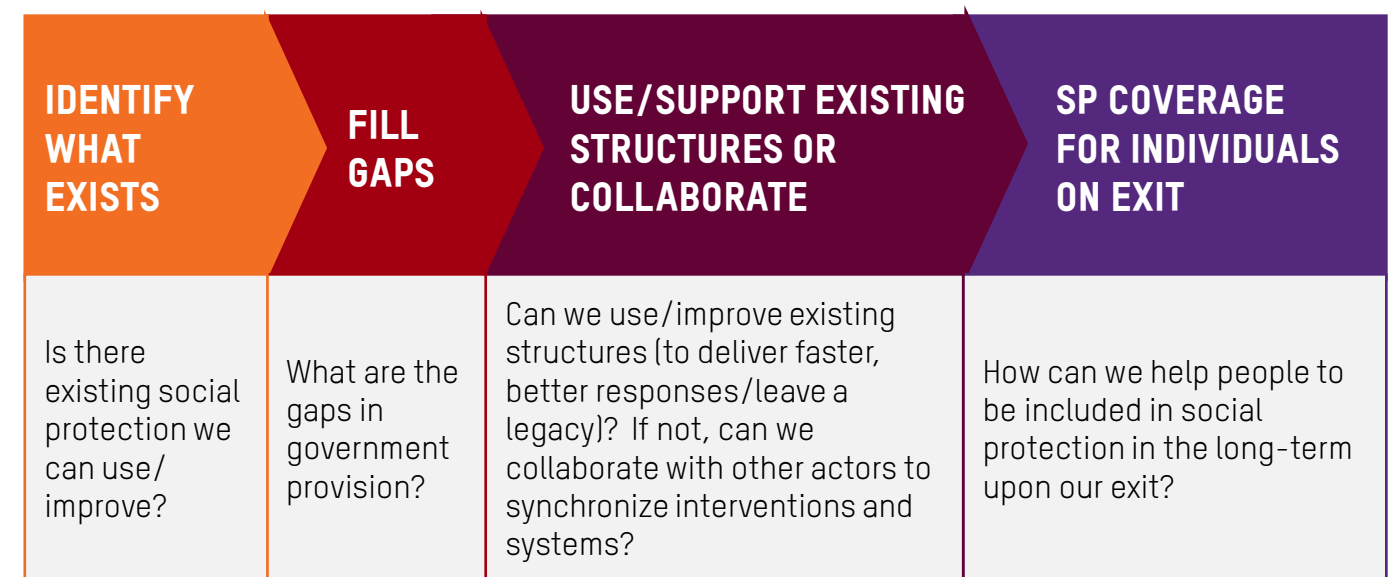 IDENTIFY
WHAT
EXISTS
FILL
GAPS
USE/SUPPORT EXISTING
STRUCTURES OR
COLLABORATE
SP COVERAGE
FOR INDIVIDUALS
ON EXIT
Is there
existing social
protection we
can use/
improve?
What are the
gaps in
government
provision?
Can we use/improve existing
structures (to deliver faster,
better responses/leave a
legacy)? If not, can we
collaborate with other actors to
synchronize interventions and
systems?
How can we help people to
be included in social
protection in the long-term
upon our exit?